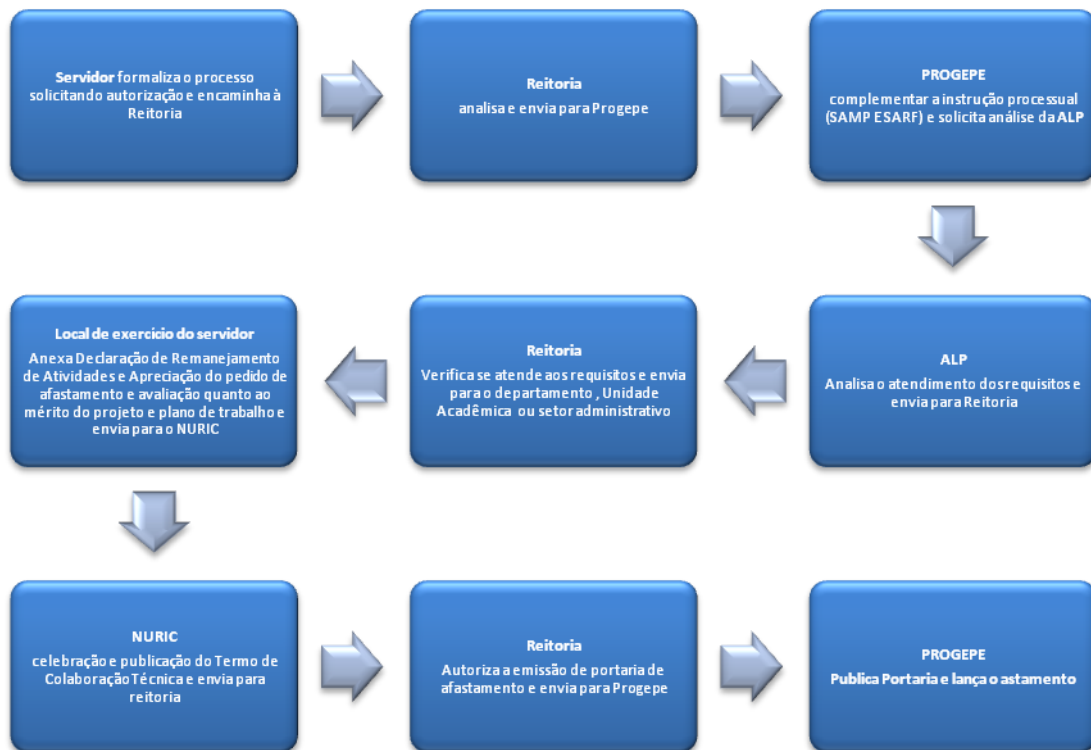 Servidor formaliza o processo
solicitando autorização e encaminha à
Reitoria
Reitoria
analisa e envia para Progepe
PROGEPE
complementar a instrução processual
(SAMP E SARF) e solicita análise da ALP
ALP
Analisa o atendimento dos requisitos e
envia para Reitoria
Reitoria
Verifica se atende aos requisitos e envia
para o departamento , Unidade
Acadêmica ou setor administrativo
Local de exercício do servidor
Anexa Declaração de Remanejamento
de Atividades e Apreciação do pedido de
afastamento e avaliação quanto ao
mérito do projeto e plano de trabalho e
envia para o NURIC
NURIC
celebração e publicação do Termo de
Colaboração Técnica e envia para
reitoria
Reitoria
Autoriza a emissão de portaria de
afastamento e envia para Progepe
PROGEPE
Publica Portaria e lança o astamento